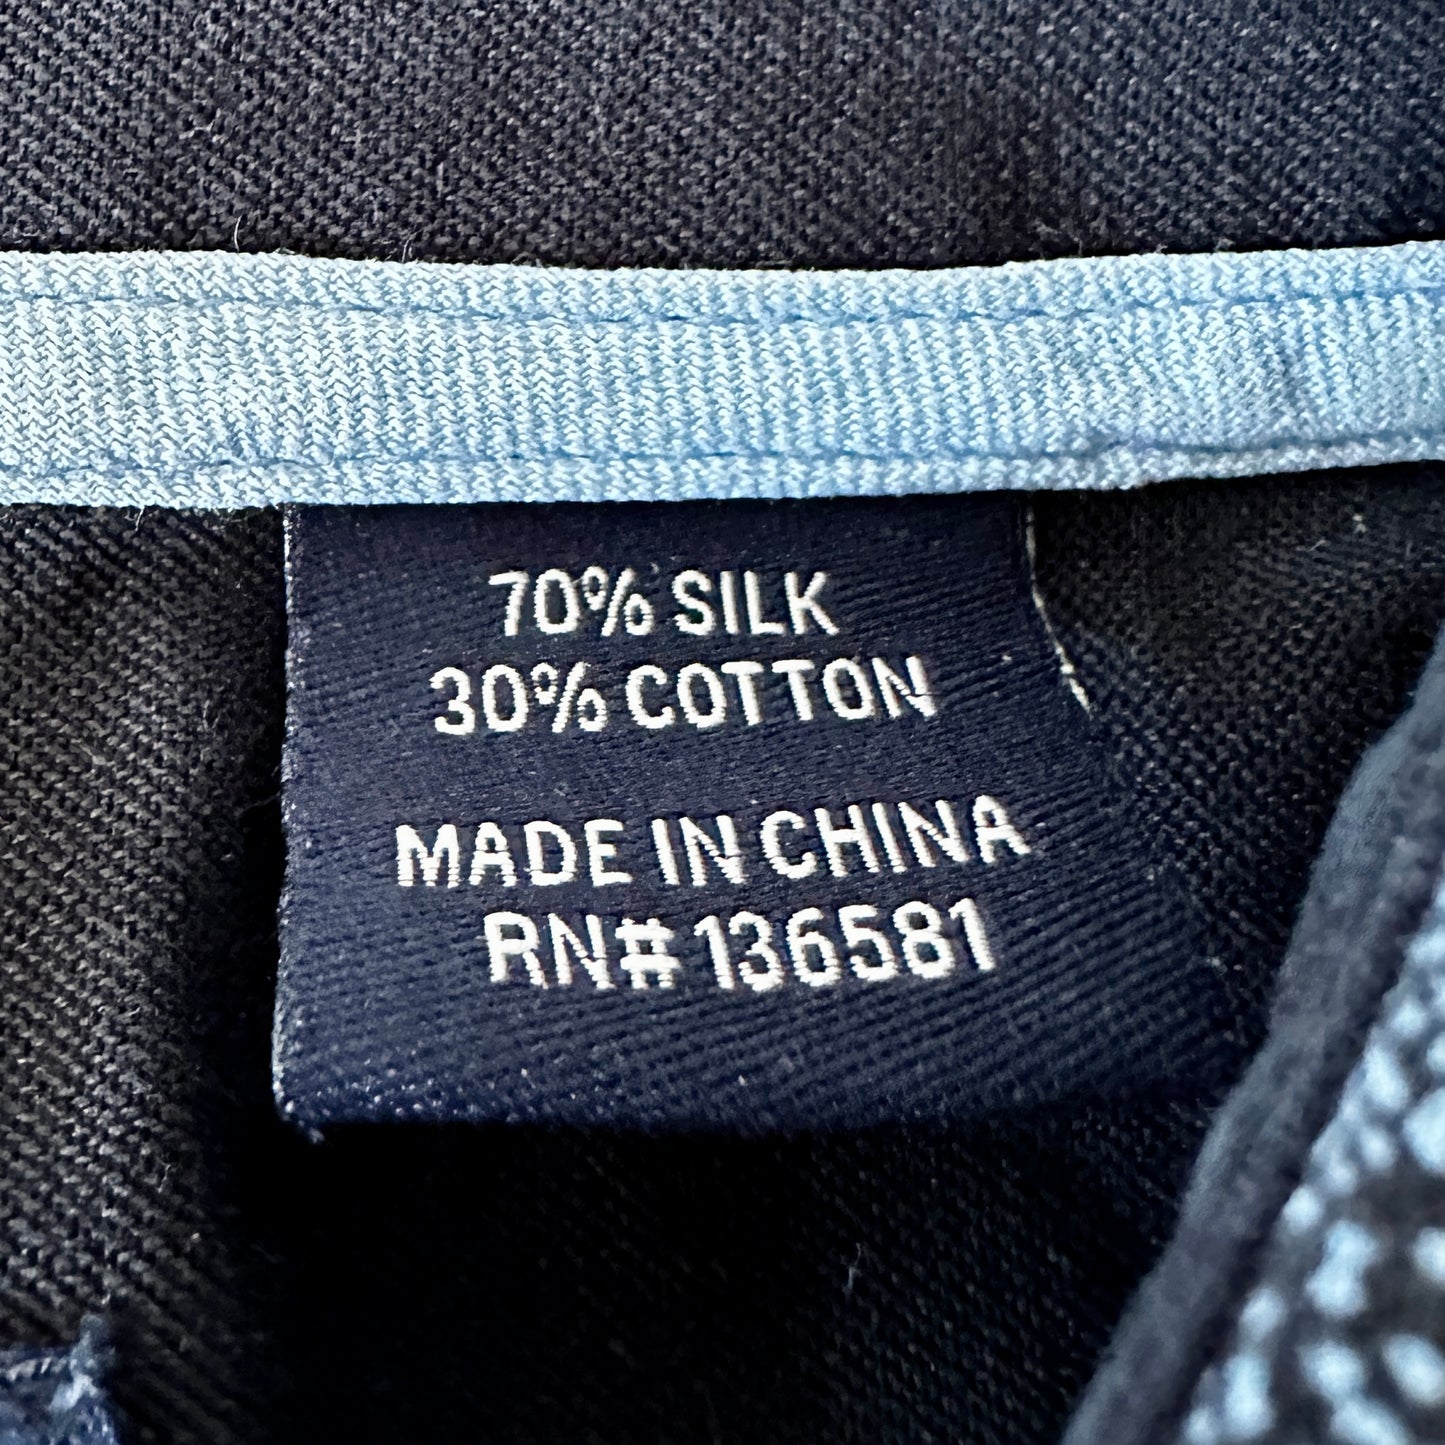 70% SILK
30% COTTON
MADE IN CHINA
RN# 136581